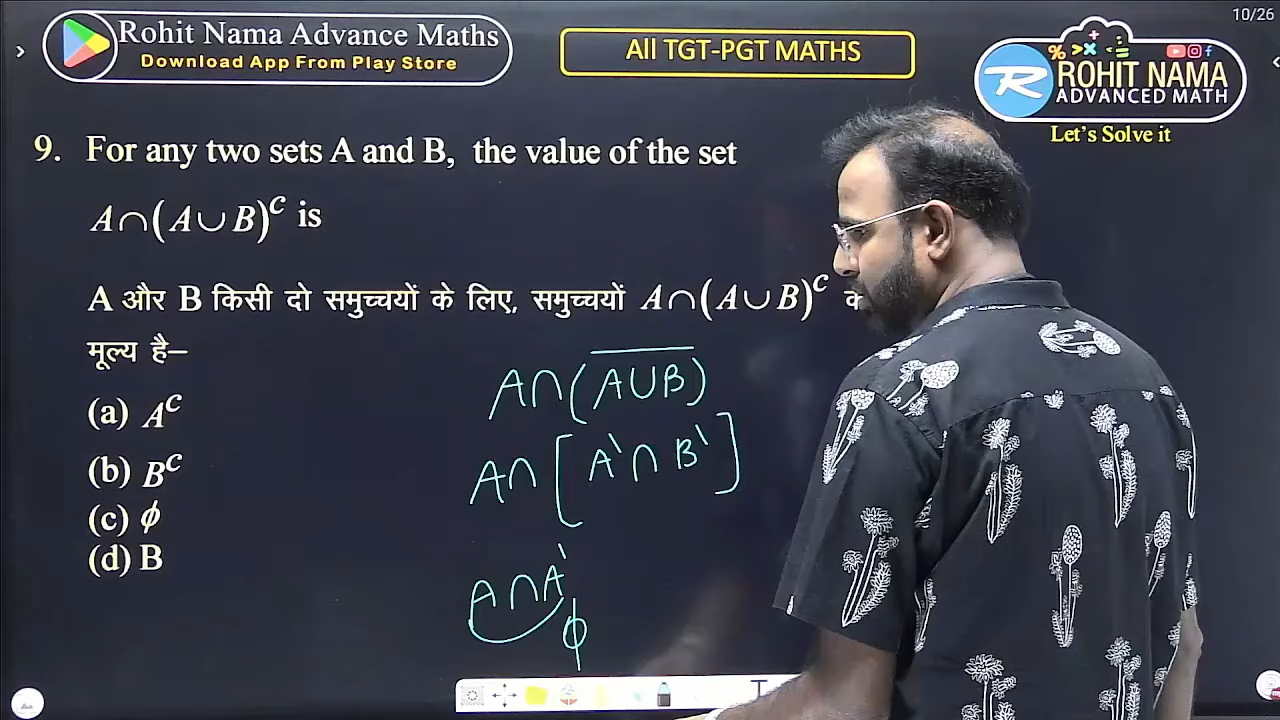 10/26
Rohit Nama Advance Maths
Download App From Play Store
All TGT-PGT MATHS
ROHIT NAMA
ADVANCED MATH
Let's Solve it
9. For any two sets A and B, the value of the set
A∩(A∪B)^C is
A और B किसी दो समुच्चयों के लिए, समुच्चयों A∩(A∪B)^C
मूल्य है–
(a) A^C
(b) B^C
(c) ϕ
(d) B
A∩(\overline{A∪B})
A∩[A`∩B`]
A∩A`
ϕ
T